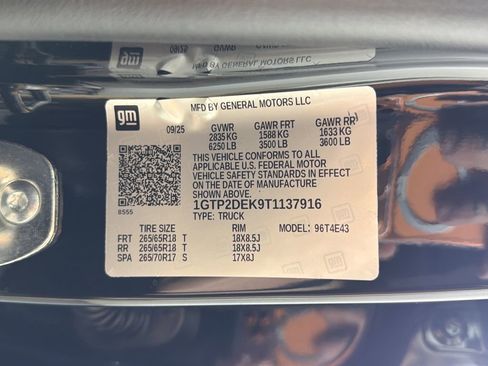 gm
MFD BY GENERAL MOTORS LLC
09/25 GVWR GAWR FRT GAWR RR
2835 KG 1588 KG 1633 KG
6250 LB 3500 LB 3600 LB
THIS VEHICLE CONFORMS TO ALL
APPLICABLE U.S. FEDERAL MOTOR
VEHICLE SAFETY STANDARDS IN EFFECT
ON THE DATE OF MANUFACTURE
SHOWN ABOVE.
1GTP2DEK9T1137916
8555 TYPE: TRUCK
TIRE SIZE RIM MODEL: 96T4E43
FRT 265/65R18 T 18X8.5J
RR 265/65R18 T 18X8.5J
SPA 265/70R17 S 17X8J